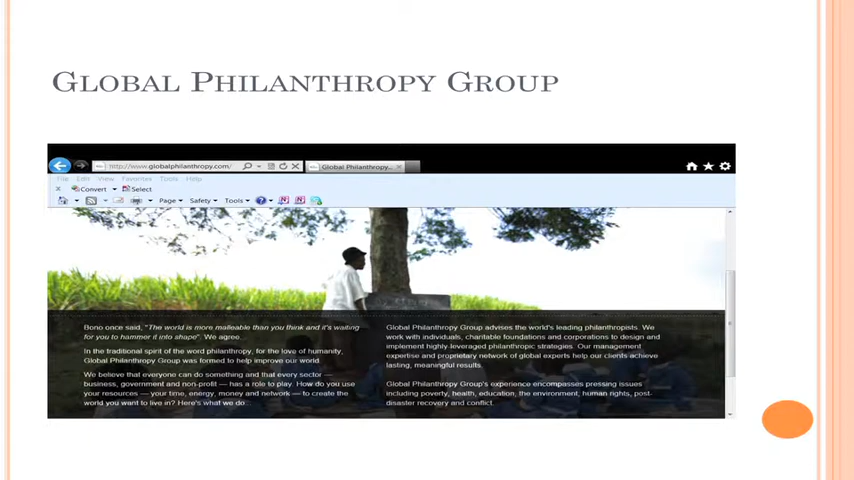 GLOBAL PHILANTHROPY GROUP
http://www.globalphilanthropy.com/
Global Philanthropy...
File Edit View Favorites Tools Help
Convert Select
Page Safety Tools
Bono once said, "The world is more malleable than you think and it's waiting
for you to hammer it into shape". We agree.
In the traditional spirit of the word philanthropy, for the love of humanity,
Global Philanthropy Group was formed to help improve our world.
We believe that everyone can do something and that every sector —
business, government and non-profit — has a role to play. How do you use
your resources — your time, energy, money and network — to create the
world you want to live in? Here's what we do...
Global Philanthropy Group advises the world's leading philanthropists. We
work with individuals, charitable foundations and corporations to design and
implement highly-leveraged philanthropic strategies. Our management
expertise and proprietary network of global experts help our clients achieve
lasting, meaningful results.
Global Philanthropy Group's experience encompasses pressing issues
including poverty, health, education, the environment, human rights, post-
disaster recovery and conflict.